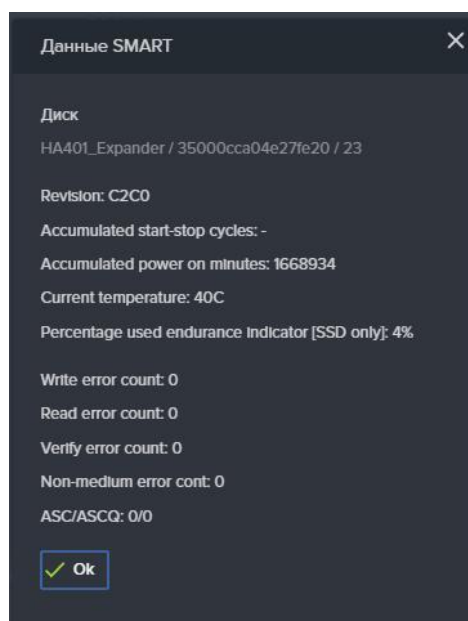 Данные SMART
Диск
HA401_Expander / 35000cca04e27fe20 / 23
Revision: C2C0
Accumulated start-stop cycles: -
Accumulated power on minutes: 1668934
Current temperature: 40C
Percentage used endurance indicator [SSD only]: 4%
Write error count: 0
Read error count: 0
Verify error count: 0
Non-medium error cont: 0
ASC/ASCQ: 0/0
Ok